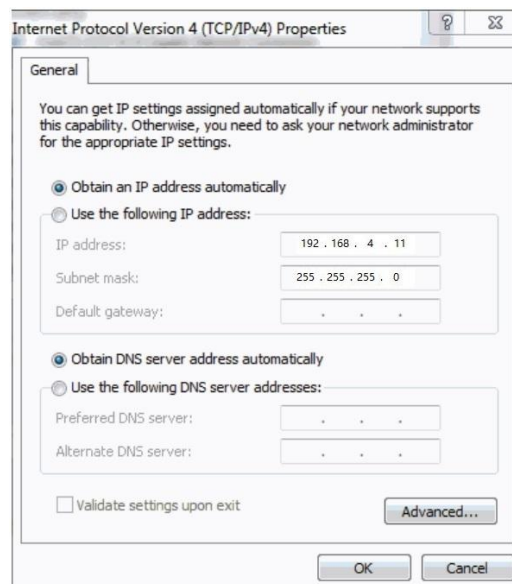 Internet Protocol Version 4 (TCP/IPv4) Properties
General
You can get IP settings assigned automatically if your network supports
this capability. Otherwise, you need to ask your network administrator
for the appropriate IP settings.
Obtain an IP address automatically
Use the following IP address:
IP address: 192 . 168 . 4 . 11
Subnet mask: 255 . 255 . 255 . 0
Default gateway: . . .
Obtain DNS server address automatically
Use the following DNS server addresses:
Preferred DNS server: . . .
Alternate DNS server: . . .
Validate settings upon exit
Advanced...
OK Cancel